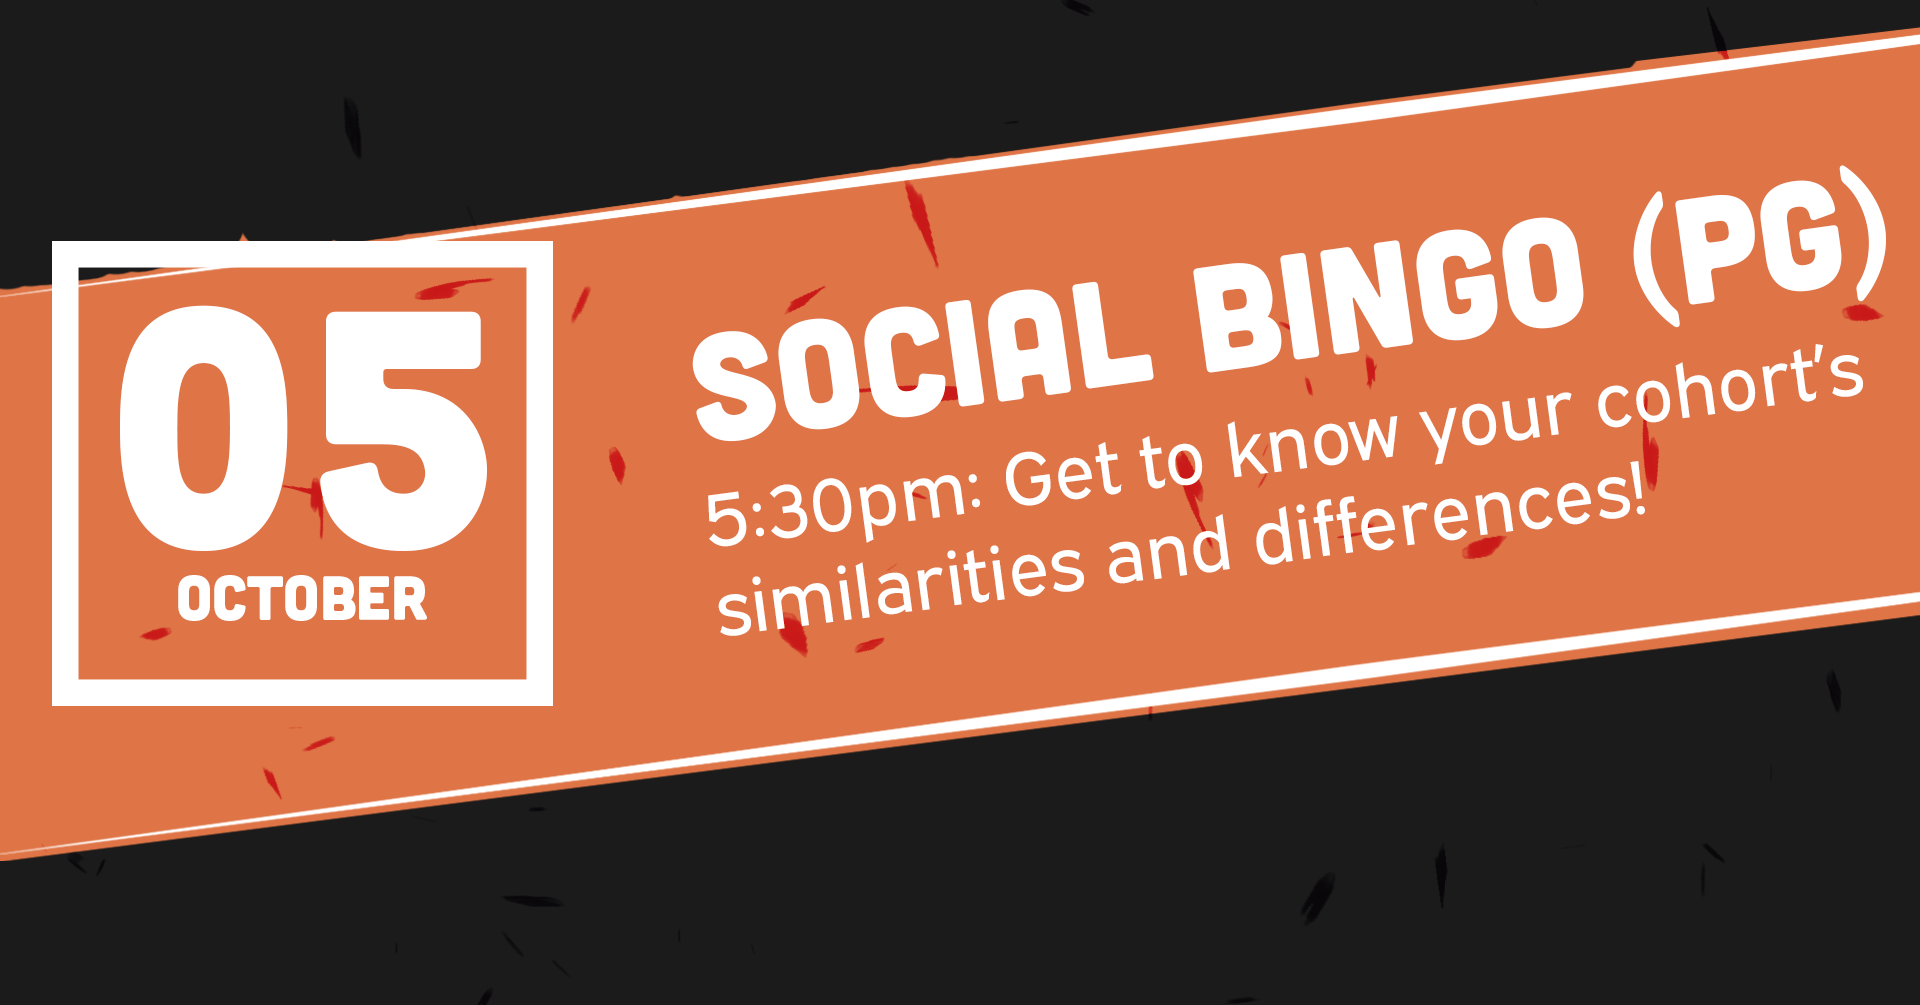 05
OCTOBER
SOCIAL BINGO (PG)
5:30pm: Get to know your cohort's
similarities and differences!